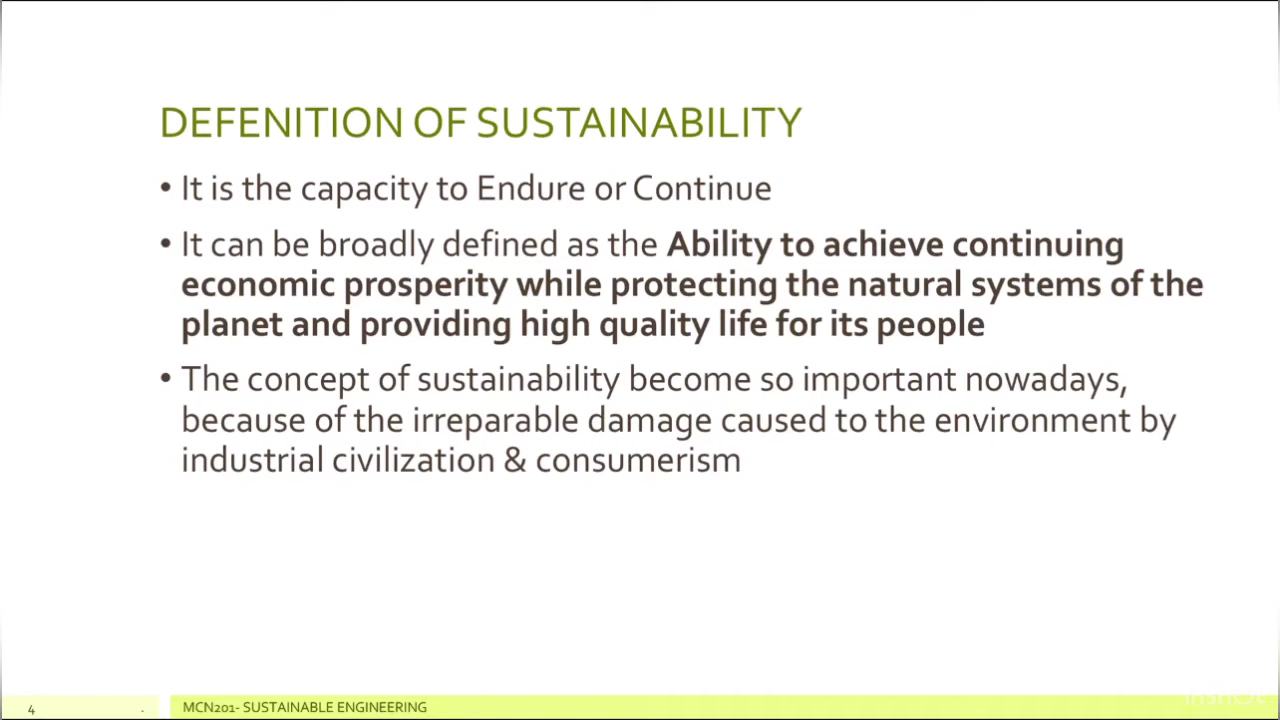 DEFENITION OF SUSTAINABILITY
• It is the capacity to Endure or Continue
• It can be broadly defined as the Ability to achieve continuing
economic prosperity while protecting the natural systems of the
planet and providing high quality life for its people
• The concept of sustainability become so important nowadays,
because of the irreparable damage caused to the environment by
industrial civilization & consumerism
4 . MCN201- SUSTAINABLE ENGINEERING